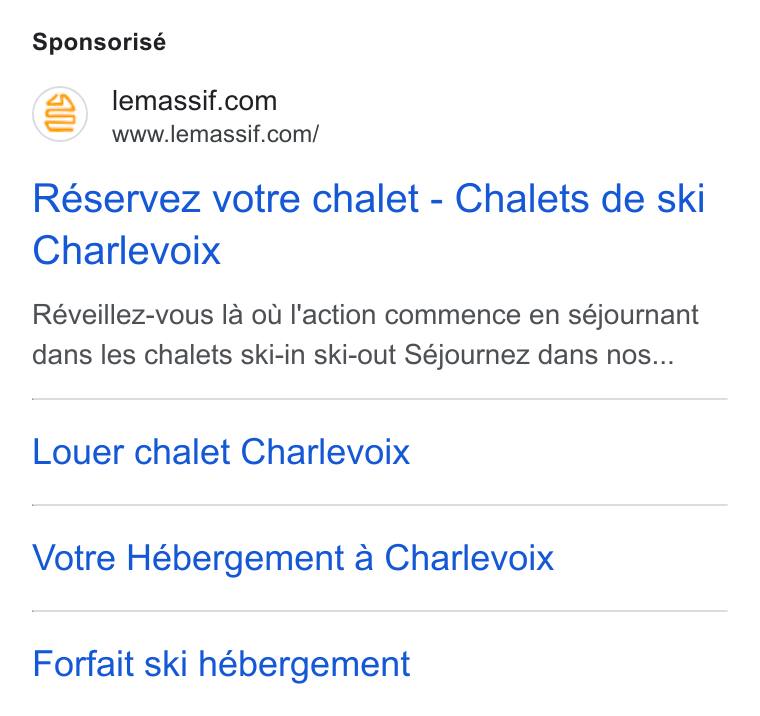 Sponsorisé
lemassif.com
www.lemassif.com/
Réservez votre chalet - Chalets de ski
Charlevoix
Réveillez-vous là où l'action commence en séjournant
dans les chalets ski-in ski-out Séjournez dans nos...
Louer chalet Charlevoix
Votre Hébergement à Charlevoix
Forfait ski hébergement